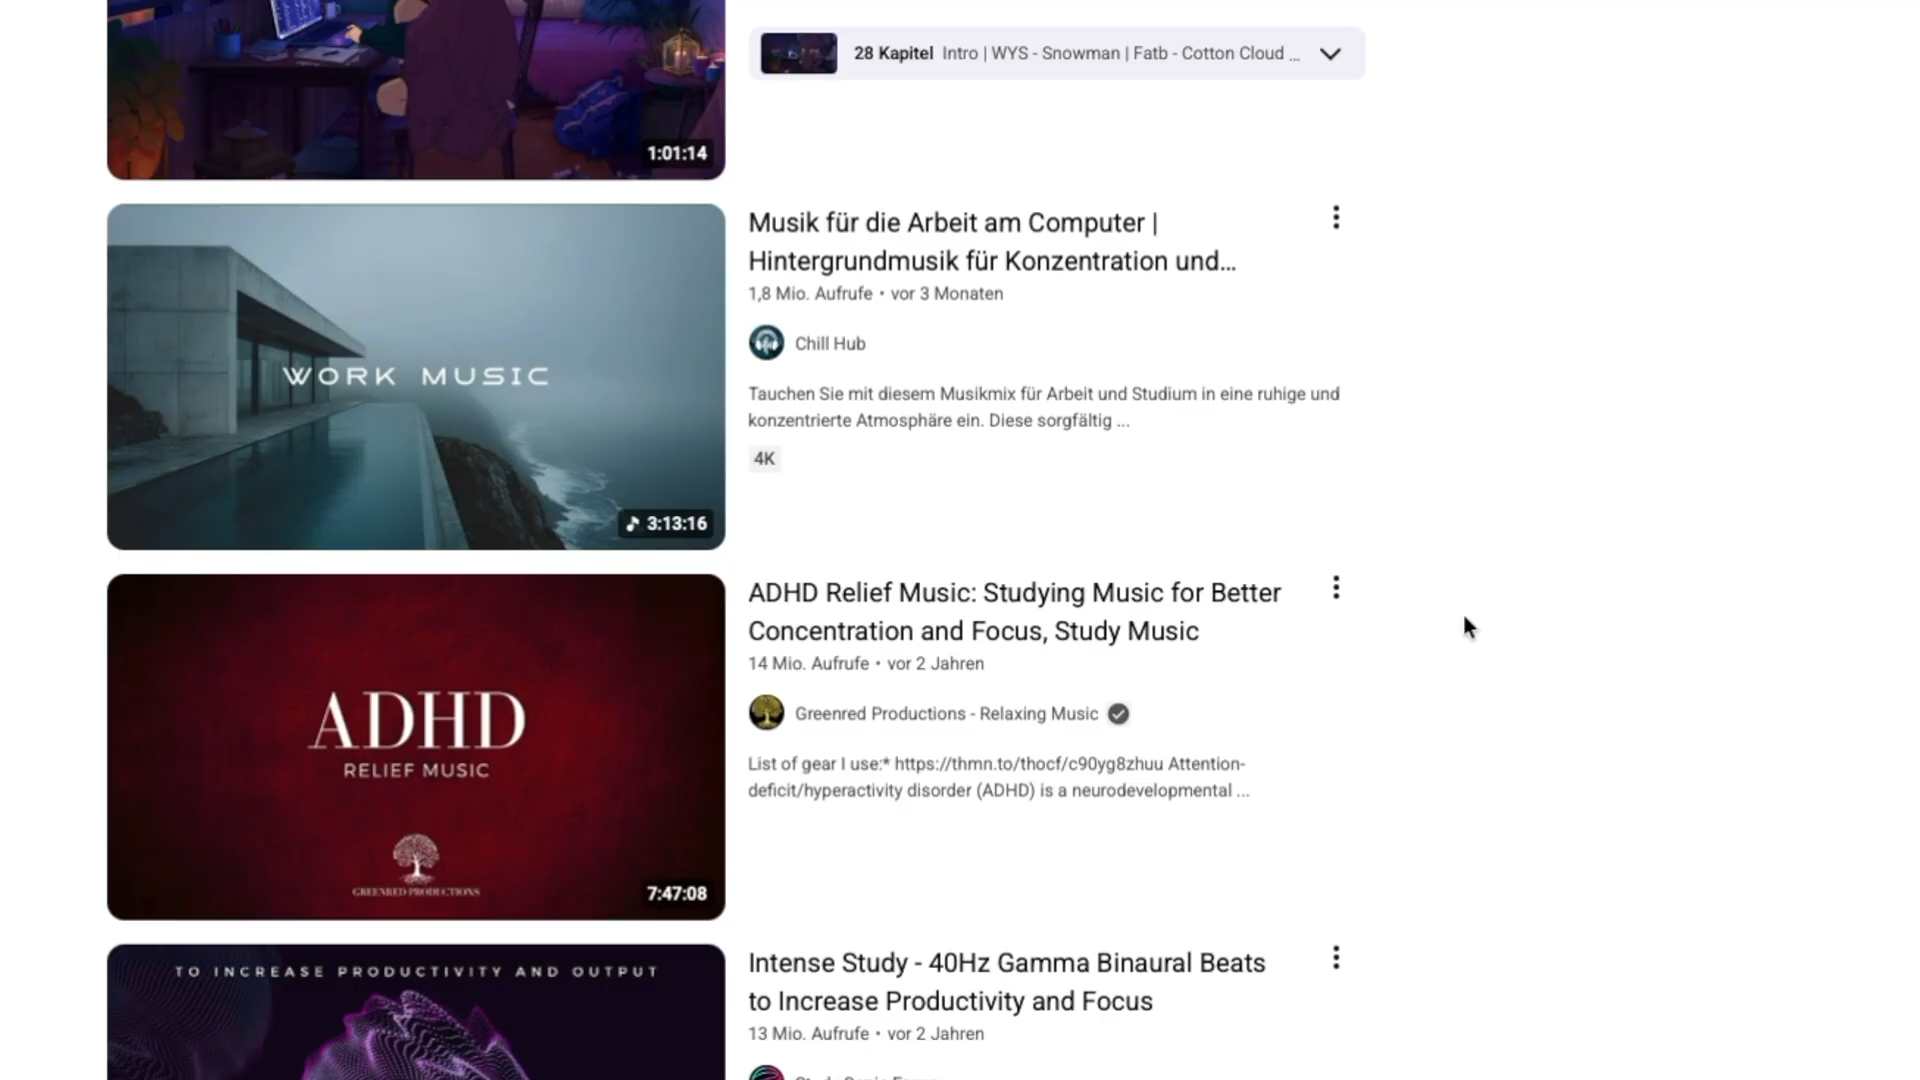 28 Kapitel Intro | WYS - Snowman | Fatb - Cotton Cloud ...
1:01:14
WORK MUSIC
3:13:16
Musik für die Arbeit am Computer |
Hintergrundmusik für Konzentration und...
1,8 Mio. Aufrufe • vor 3 Monaten
Chill Hub
Tauchen Sie mit diesem Musikmix für Arbeit und Studium in eine ruhige und
konzentrierte Atmosphäre ein. Diese sorgfältig ...
4K
ADHD
RELIEF MUSIC
GREENRED PRODUCTIONS
7:47:08
ADHD Relief Music: Studying Music for Better
Concentration and Focus, Study Music
14 Mio. Aufrufe • vor 2 Jahren
Greenred Productions - Relaxing Music
List of gear I use:* https://thmn.to/thocf/c90yg8zhuu Attention-
deficit/hyperactivity disorder (ADHD) is a neurodevelopmental ...
TO INCREASE PRODUCTIVITY AND OUTPUT
Intense Study - 40Hz Gamma Binaural Beats
to Increase Productivity and Focus
13 Mio. Aufrufe • vor 2 Jahren